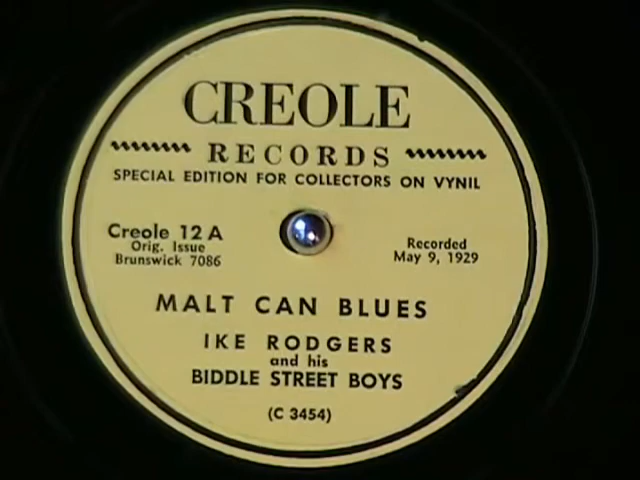 CREOLE
RECORDS
SPECIAL EDITION FOR COLLECTORS ON VYNIL
Creole 12 A
Orig. Issue
Brunswick 7086
Recorded
May 9, 1929
MALT CAN BLUES
IKE RODGERS
and his
BIDDLE STREET BOYS
(C 3454)